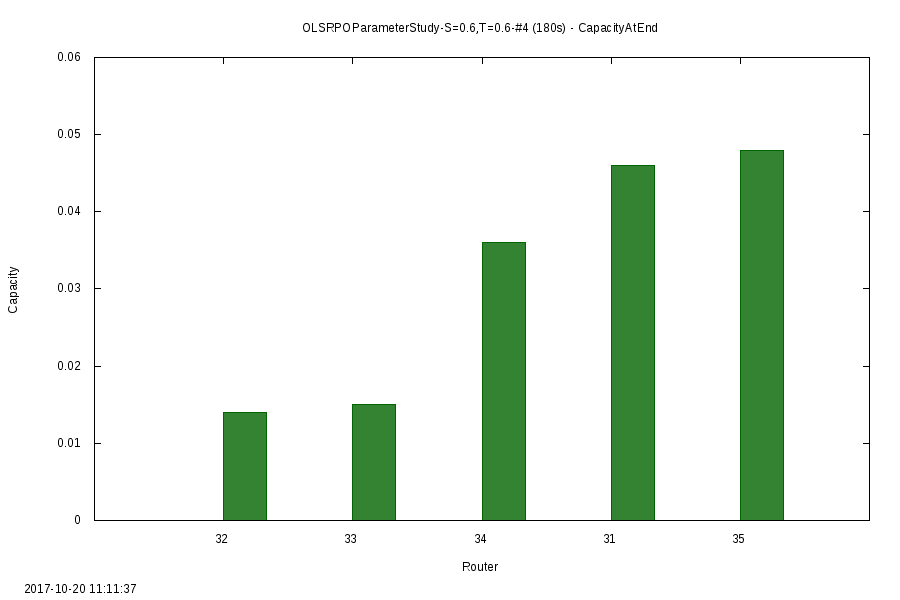 OLSRPOParameterStudy-S=0.6,T=0.6-#4 (180s) - CapacityAtEnd
0.06
0.05
0.04
0.03
0.02
0.01
0
Capacity
32 33 34 31 35
Router
2017-10-20 11:11:37